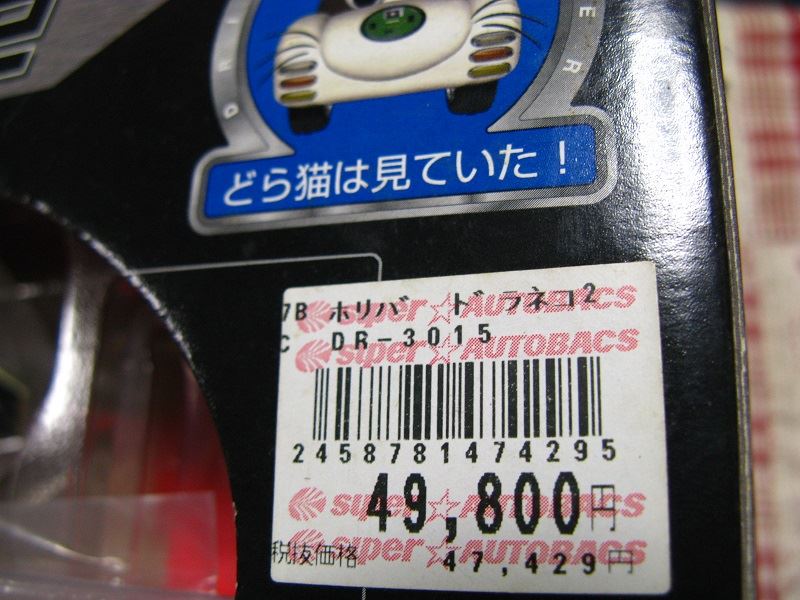 どら猫は見ていた!
7B ホリバ ドラネコ2
C DR-3015
super☆AUTOBACS
super☆AUTOBACS
2458781474295
49,800円
super☆AUTOBACS
税抜価格 47,429円
super☆AUTOBACS